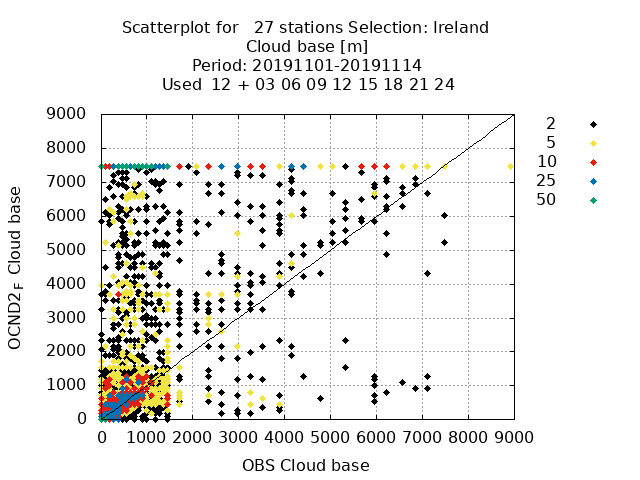 Scatterplot for 27 stations Selection: Ireland
Cloud base [m]
Period: 20191101-20191114
Used 12 + 03 06 09 12 15 18 21 24
9000
8000
7000
6000
5000
4000
3000
2000
1000
0
OCND2_F Cloud base
0 1000 2000 3000 4000 5000 6000 7000 8000 9000
OBS Cloud base
2
5
10
25
50